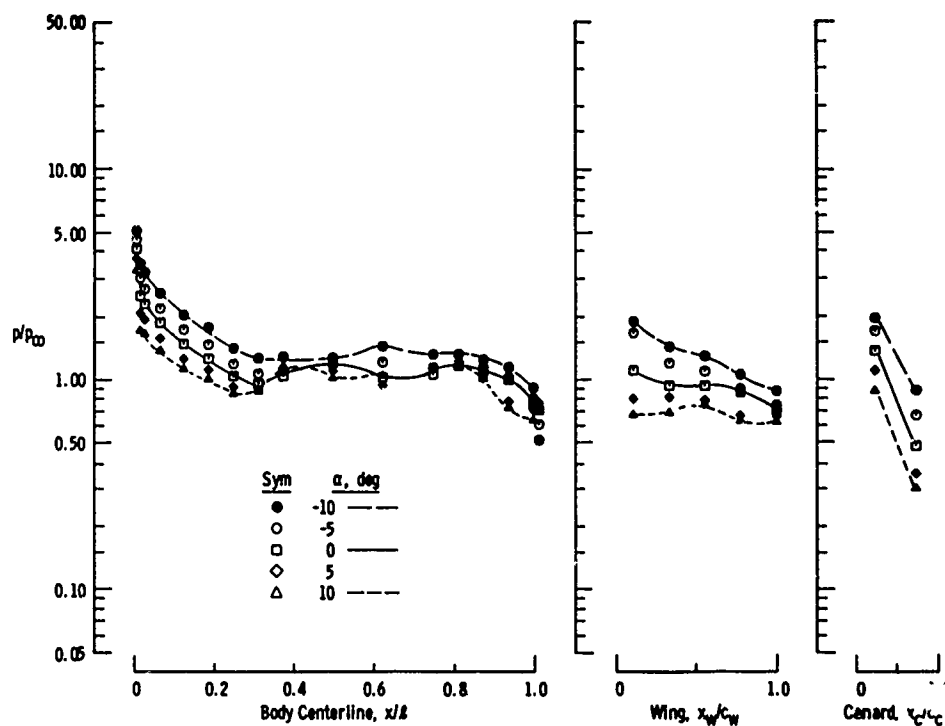 50.00
10.00
5.00
p/p∞
1.00
0.50
0.10
0.05
Sym α, deg
-10
-5
0
5
10
0 0.2 0.4 0.6 0.8 1.0
Body Centerline, x/ℓ
0 1.0
Wing, x_W/c_W
0
Canard,